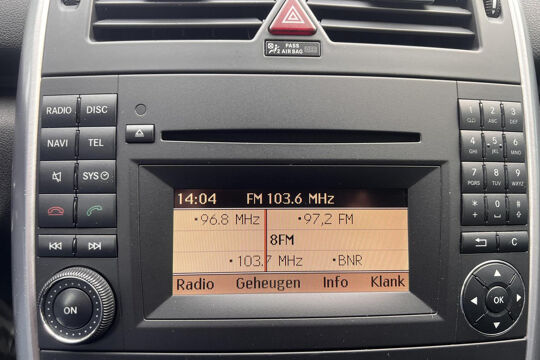 PASS
AIRBAG
RADIO DISC
NAVI TEL
SYS
ON
14:04 FM 103.6 MHz
•96.8 MHz •97,2 FM
8FM
•103.7 MHz •BNR
Radio Geheugen Info Klank
1 2 ABC 3 DEF
4 GHI 5 JKL 6 MNO
7 PQRS 8 TUV 9 WXYZ
* 0 #
C
OK